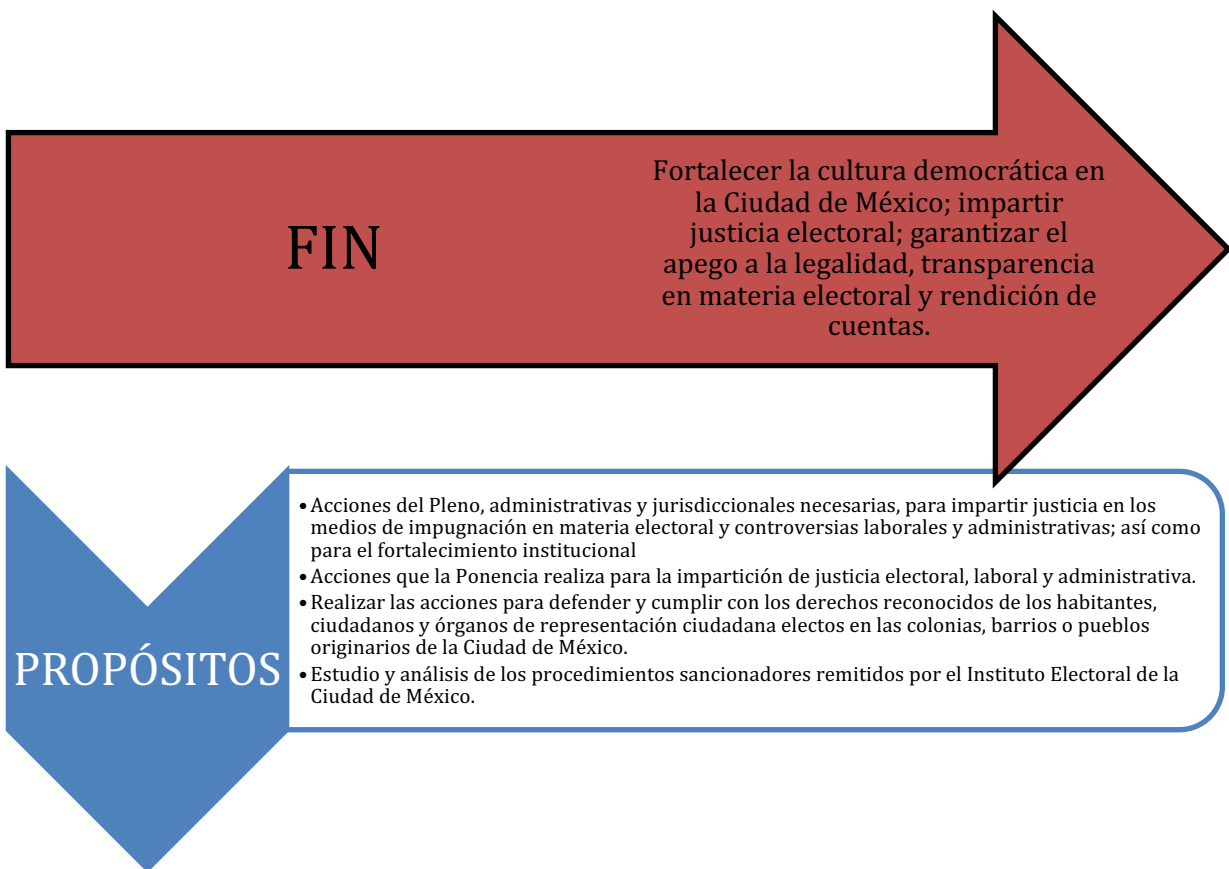 FIN
Fortalecer la cultura democrática en
la Ciudad de México; impartir
justicia electoral; garantizar el
apego a la legalidad, transparencia
en materia electoral y rendición de
cuentas.
PROPÓSITOS
• Acciones del Pleno, administrativas y jurisdiccionales necesarias, para impartir justicia en los
medios de impugnación en materia electoral y controversias laborales y administrativas; así como
para el fortalecimiento institucional
• Acciones que la Ponencia realiza para la impartición de justicia electoral, laboral y administrativa.
• Realizar las acciones para defender y cumplir con los derechos reconocidos de los habitantes,
ciudadanos y órganos de representación ciudadana electos en las colonias, barrios o pueblos
originarios de la Ciudad de México.
• Estudio y análisis de los procedimientos sancionadores remitidos por el Instituto Electoral de la
Ciudad de México.